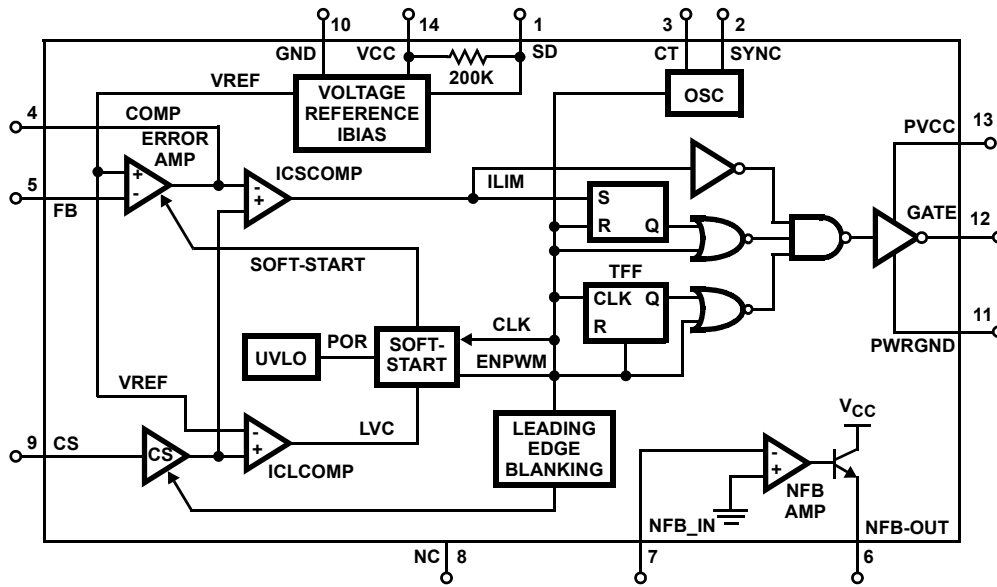 10
14
1
3
2
GND
VCC
SD
CT
SYNC
200K
VREF
VOLTAGE
REFERENCE
IBIAS
OSC
4
COMP
PVCC
13
ERROR
AMP
+
-
ICSCOMP
-
+
ILIM
5
FB
S
R
Q
GATE
12
SOFT-START
TFF
CLK
Q
R
11
PWRGND
CLK
UVLO
POR
SOFT-
START
ENPWM
VREF
LVC
LEADING
EDGE
BLANKING
VCC
9
CS
CS
-
+
ICLCOMP
-
+
NFB
AMP
NFB_IN
NFB-OUT
NC
8
7
6